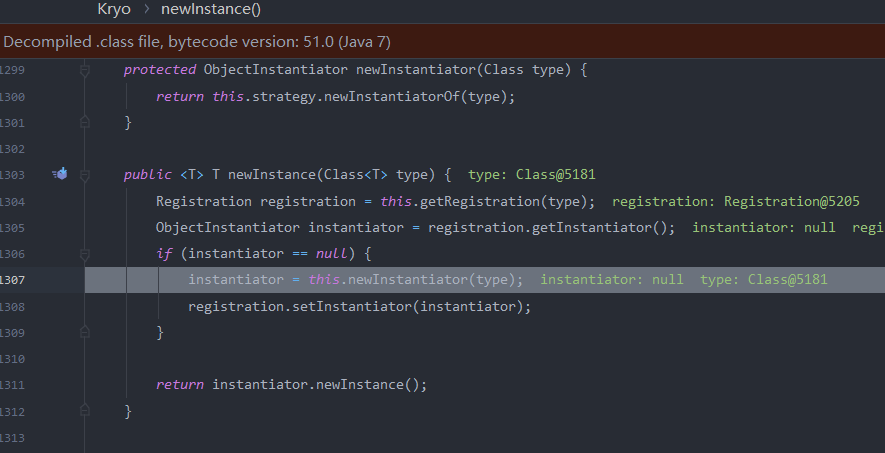 Kryo > newInstance()
Decompiled .class file, bytecode version: 51.0 (Java 7)
1299 protected ObjectInstantiator newInstantiator(Class type) {
1300 return this.strategy.newInstantiatorOf(type);
1301 }
1302
1303 public <T> T newInstance(Class<T> type) { type: Class@5181
1304 Registration registration = this.getRegistration(type); registration: Registration@5205
1305 ObjectInstantiator instantiator = registration.getInstantiator(); instantiator: null regi
1306 if (instantiator == null) {
1307 instantiator = this.newInstantiator(type); instantiator: null type: Class@5181
1308 registration.setInstantiator(instantiator);
1309 }
1310
1311 return instantiator.newInstance();
1312 }
1313